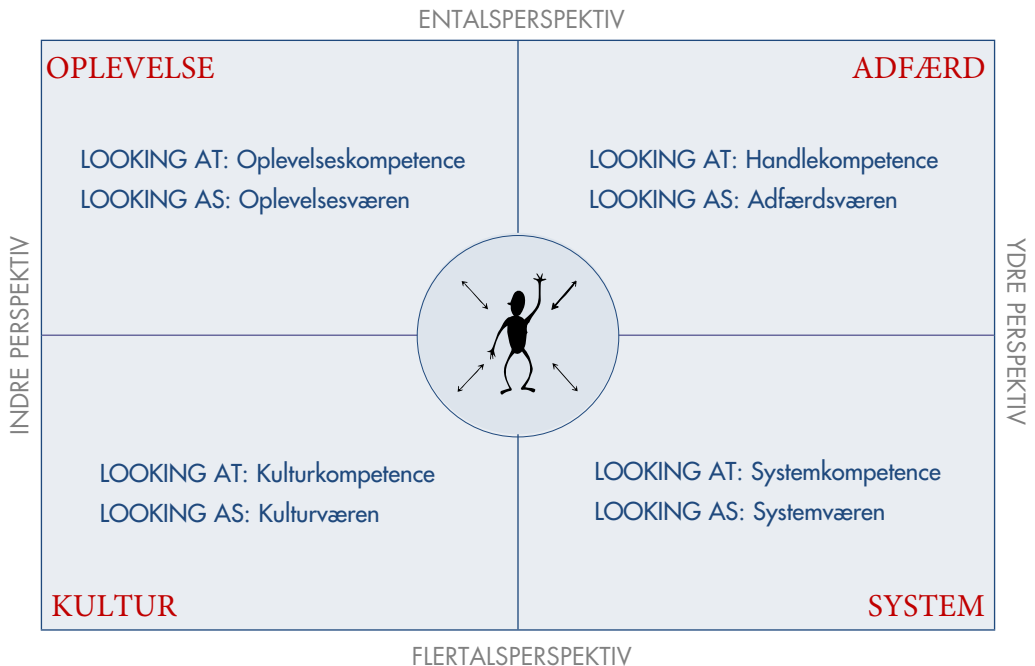 ENTALSPERSPEKTIV
OPLEVELSE
ADFÆRD
LOOKING AT: Oplevelseskompetence
LOOKING AS: Oplevelsesværen
LOOKING AT: Handlekompetence
LOOKING AS: Adfærdsværen
INDRE PERSPEKTIV
YDRE PERSPEKTIV
LOOKING AT: Kulturkompetence
LOOKING AS: Kulturværen
LOOKING AT: Systemkompetence
LOOKING AS: Systemværen
KULTUR
SYSTEM
FLERTALSPERSPEKTIV